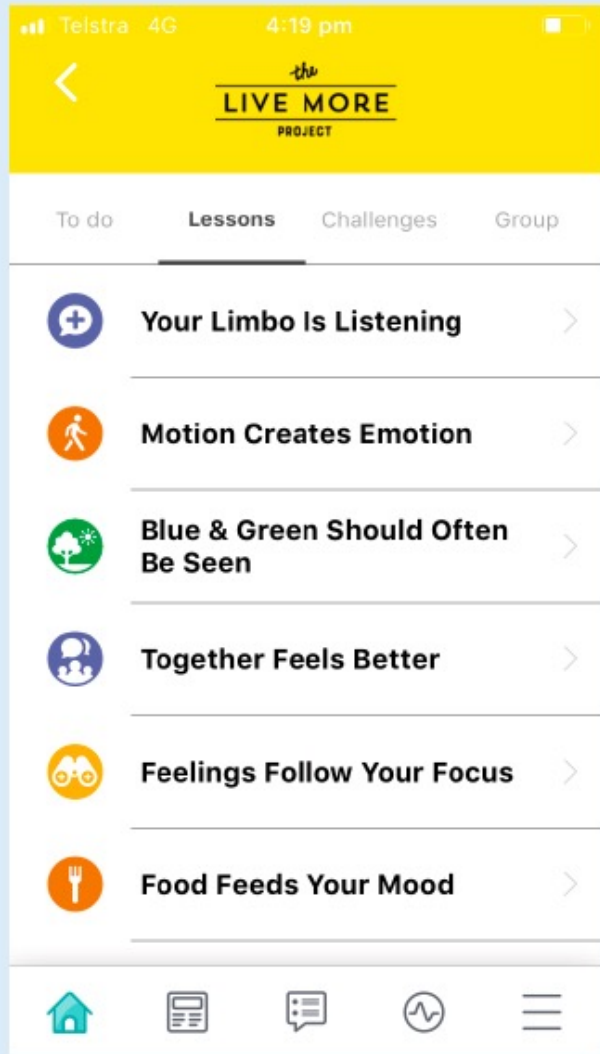 Telstra 4G 4:19 pm
the
LIVE MORE
PROJECT
To do Lessons Challenges Group
Your Limbo Is Listening
Motion Creates Emotion
Blue & Green Should Often
Be Seen
Together Feels Better
Feelings Follow Your Focus
Food Feeds Your Mood